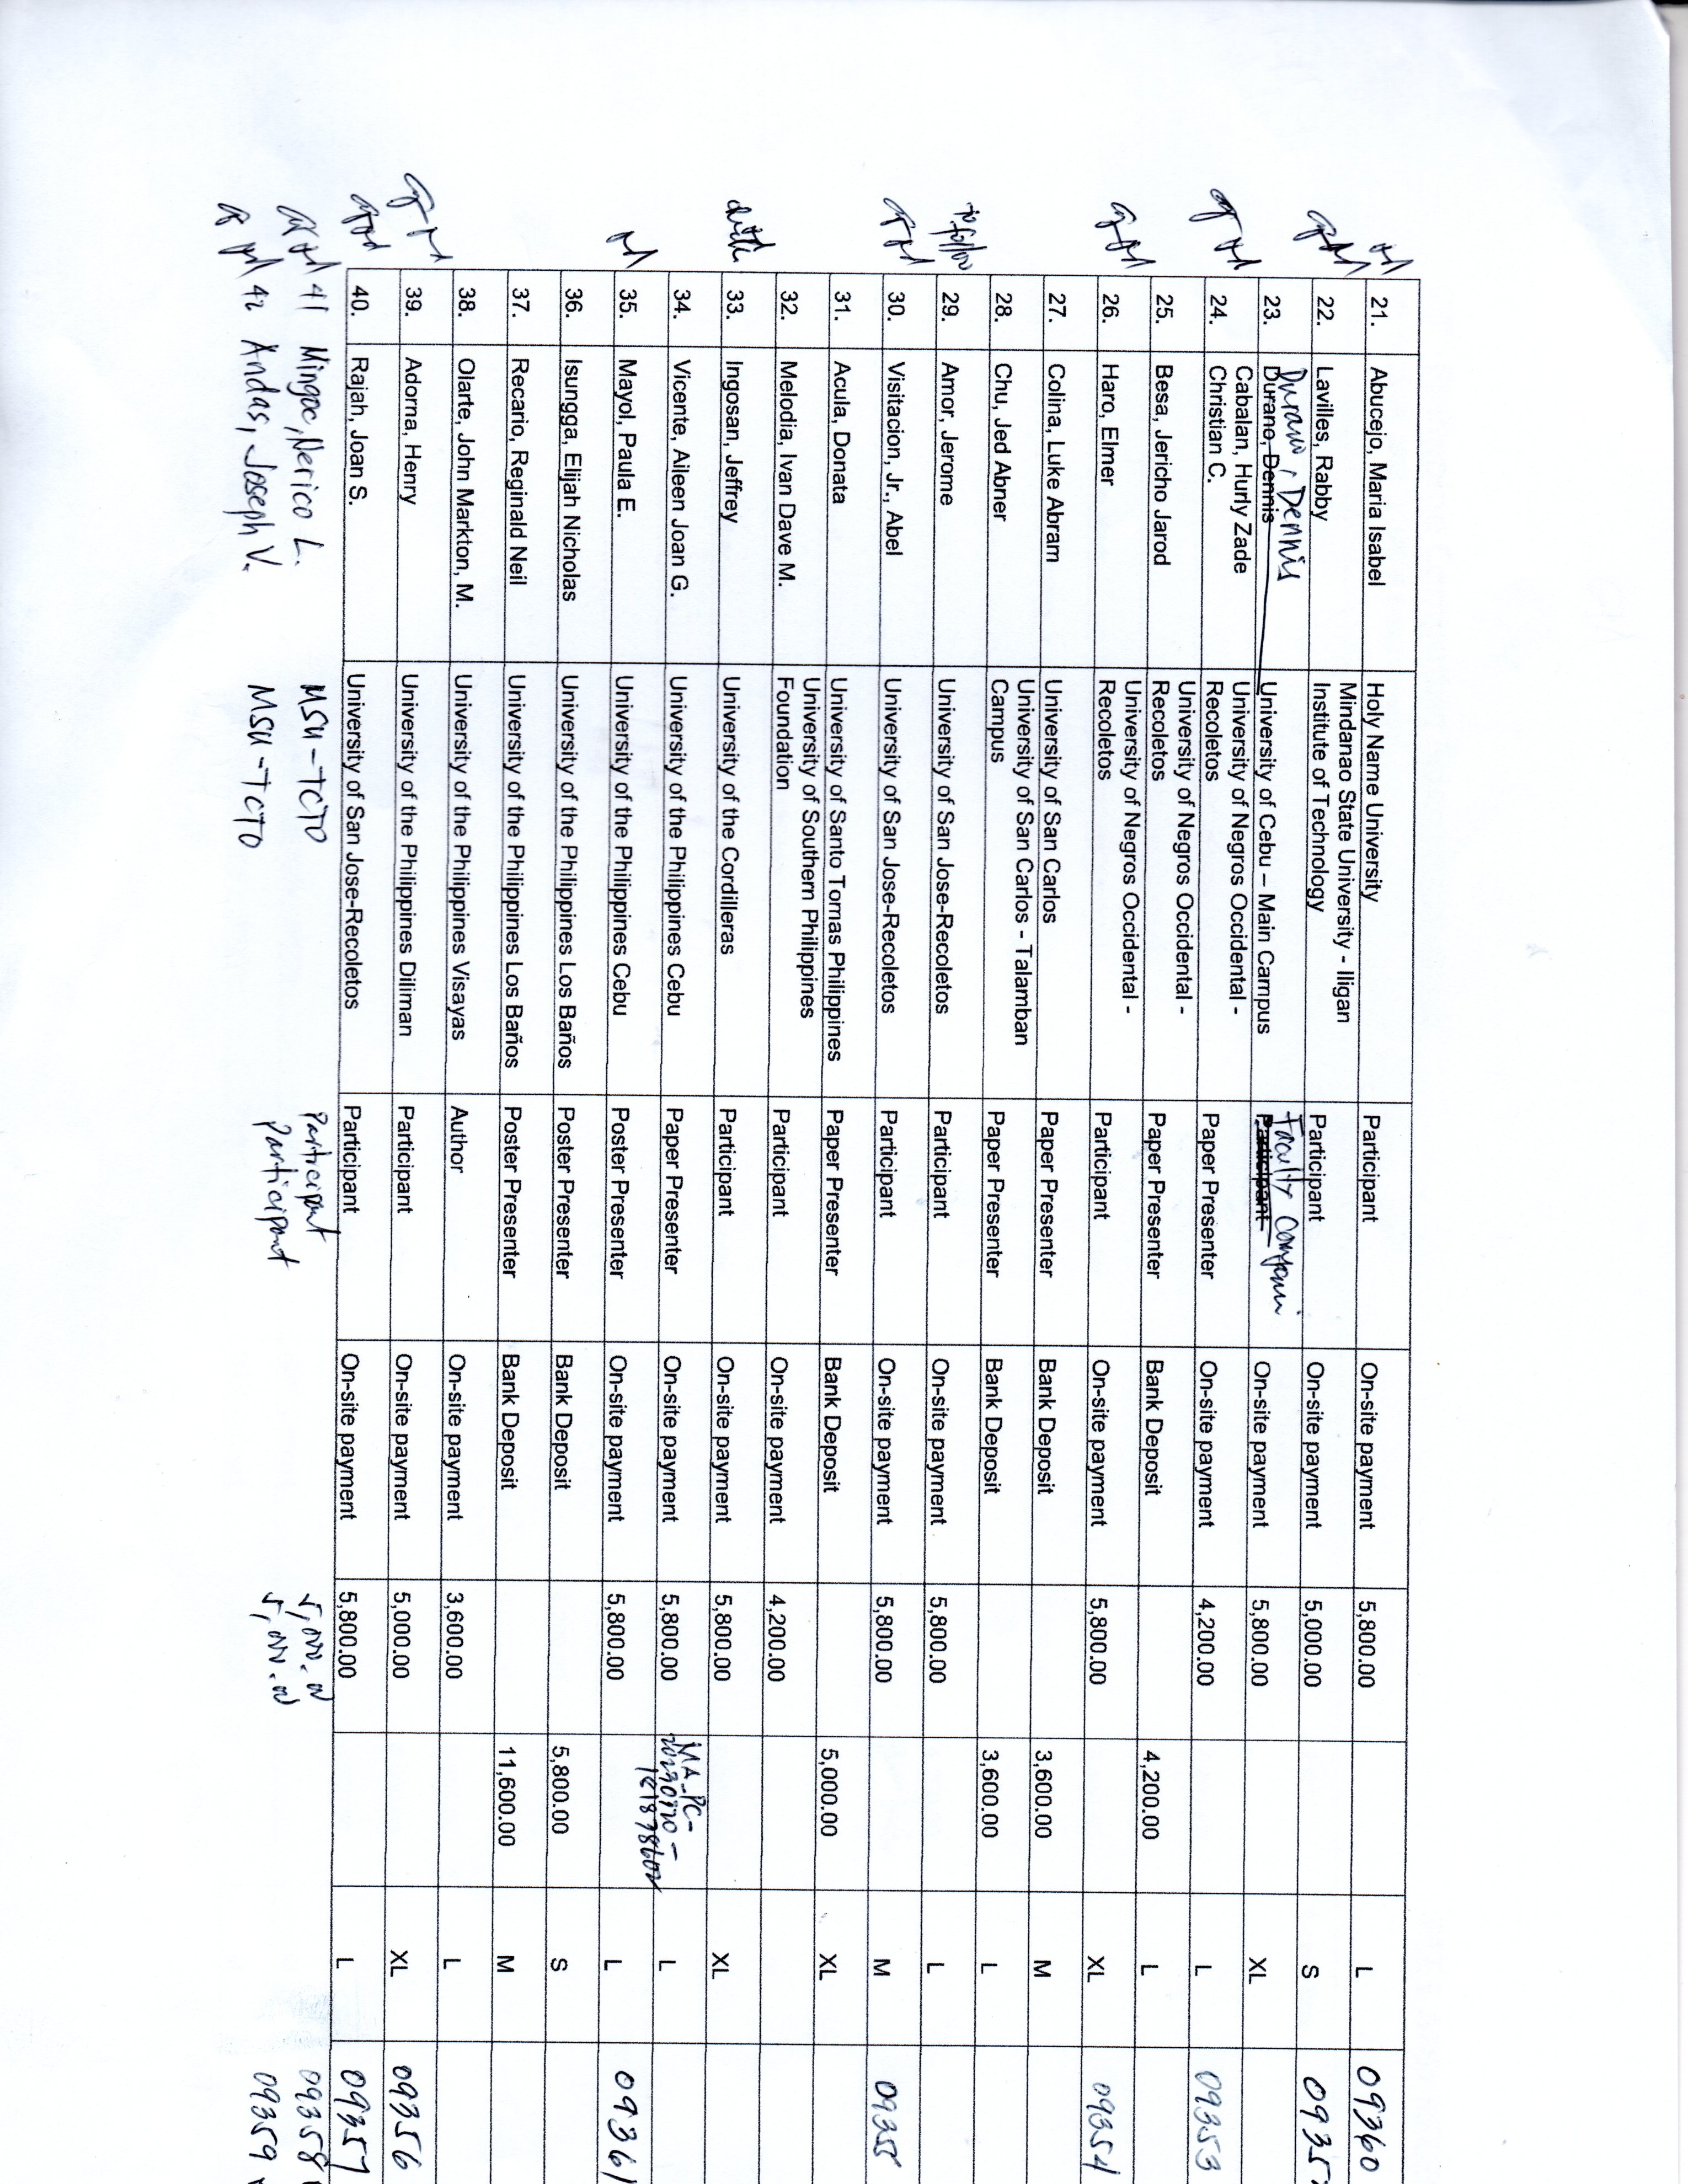 21. Abucejo, Maria Isabel Holy Name University Participant On-site payment 5,800.00 L 09360
22. Lavilles, Rabby Mindanao State University - Iligan Institute of Technology Participant On-site payment 5,000.00 S
Durano, Dennis Faculty
23. Durano, Dennis University of Cebu – Main Campus Participant On-site payment 5,800.00 XL
24. Cabalan, Hurly Zade Christian C. University of Negros Occidental - Recoletos Paper Presenter On-site payment 4,200.00 L 09353
25. Besa, Jericho Jarod University of Negros Occidental - Recoletos Paper Presenter Bank Deposit 4,200.00 L
26. Haro, Elmer University of Negros Occidental - Recoletos Participant On-site payment 5,800.00 XL 09354
27. Colina, Luke Abram University of San Carlos Paper Presenter Bank Deposit 3,600.00 M
28. Chu, Jed Abner University of San Carlos - Talamban Campus Paper Presenter Bank Deposit 3,600.00 L
29. Amor, Jerome University of San Jose-Recoletos Participant On-site payment 5,800.00 L
30. Visitacion, Jr., Abel University of San Jose-Recoletos Participant On-site payment 5,800.00 M 09355
31. Acula, Donata University of Santo Tomas Philippines Paper Presenter Bank Deposit 5,000.00 XL
32. Melodia, Ivan Dave M. University of Southern Philippines Foundation Participant On-site payment 4,200.00
33. Ingosan, Jeffrey University of the Cordilleras Participant On-site payment 5,800.00 XL
34. Vicente, Aileen Joan G. University of the Philippines Cebu Paper Presenter On-site payment 5,800.00 MA-PC- L
35. Mayol, Paula E. University of the Philippines Cebu Poster Presenter On-site payment 5,800.00 L 09361
36. Isungga, Elijah Nicholas University of the Philippines Los Baños Poster Presenter Bank Deposit 5,800.00 S
37. Recario, Reginald Neil University of the Philippines Los Baños Poster Presenter Bank Deposit 11,600.00 M
38. Olarte, John Markton, M. University of the Philippines Visayas Author On-site payment 3,600.00 L
39. Adorna, Henry University of the Philippines Diliman Participant On-site payment 5,000.00 XL 09356
40. Rajah, Joan S. University of San Jose-Recoletos Participant On-site payment 5,800.00 L 09357
41 Mingoc, Nerico L. MSU-TCTO Participant 5,000.00 09358
42 Andas, Joseph V. MSU-TCTO Participant 5,000.00 09359